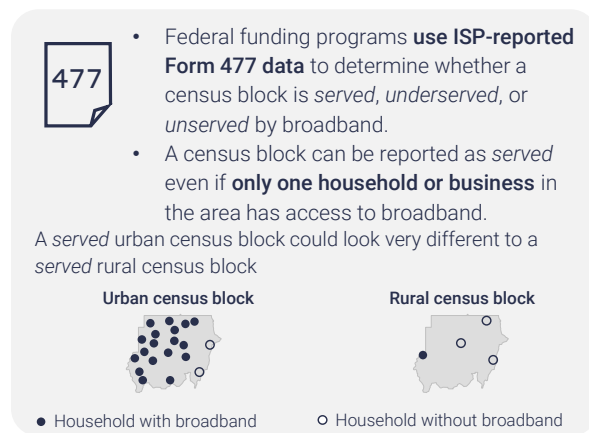 477
• Federal funding programs use ISP-reported
Form 477 data to determine whether a
census block is served, underserved, or
unserved by broadband.
• A census block can be reported as served
even if only one household or business in
the area has access to broadband.
A served urban census block could look very different to a
served rural census block
Urban census block
Rural census block
Household with broadband
Household without broadband